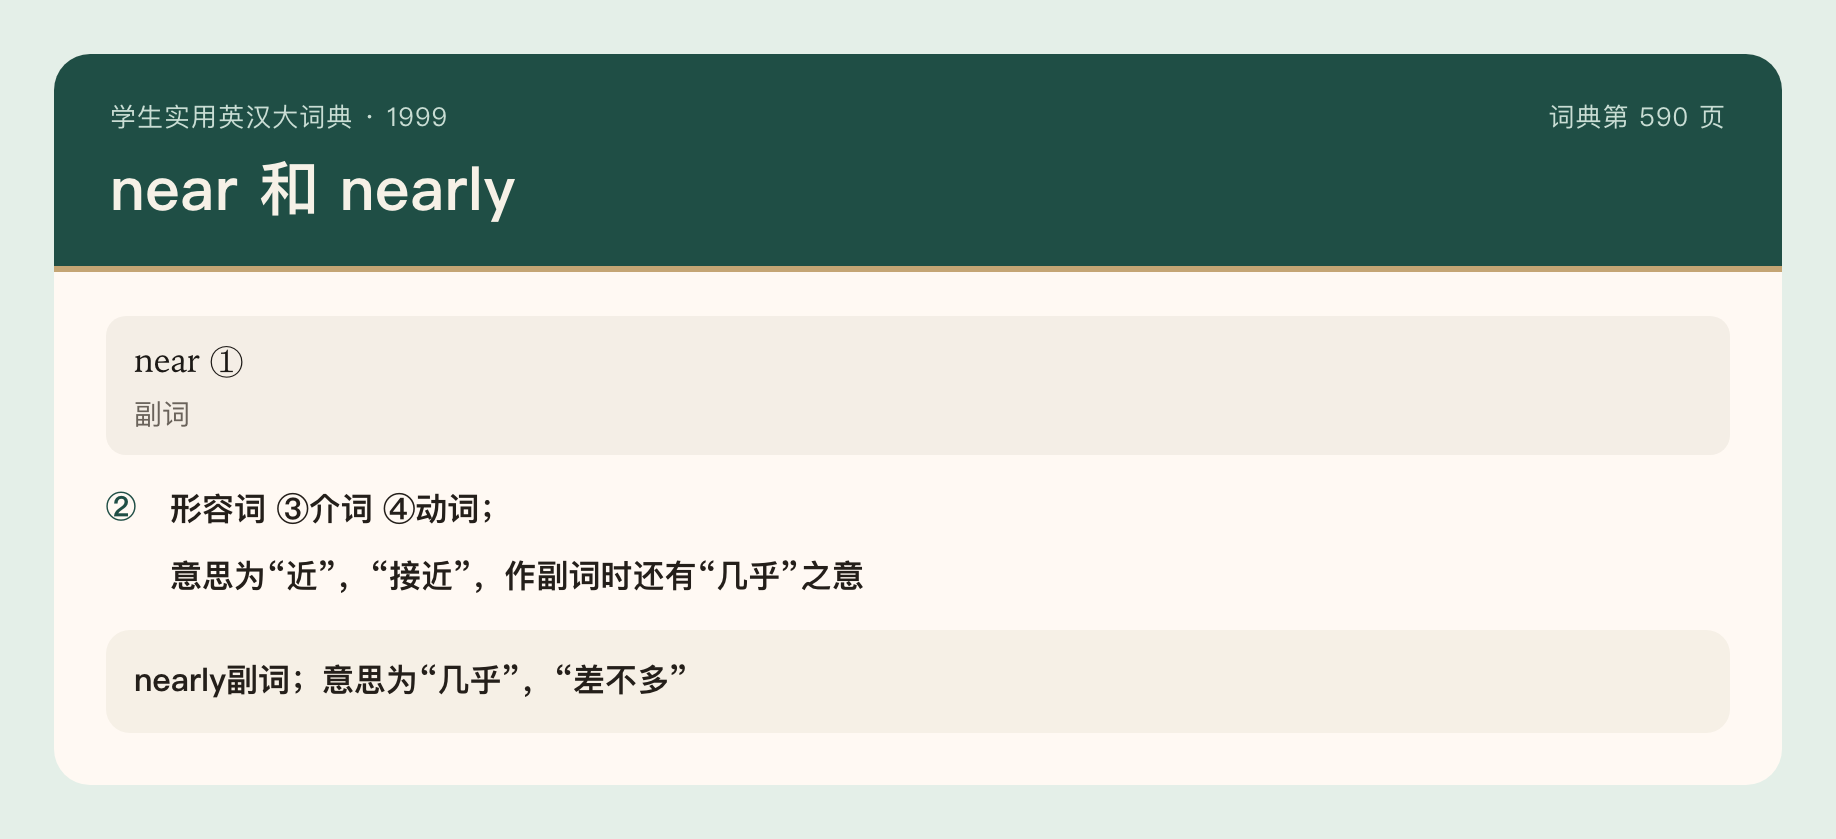 学生实用英汉大词典 · 1999
词典第 590 页
near 和 nearly
near ①
副词
② 形容词 ③介词 ④动词；
意思为“近”，“接近”，作副词时还有“几乎”之意
nearly副词；意思为“几乎”，“差不多”